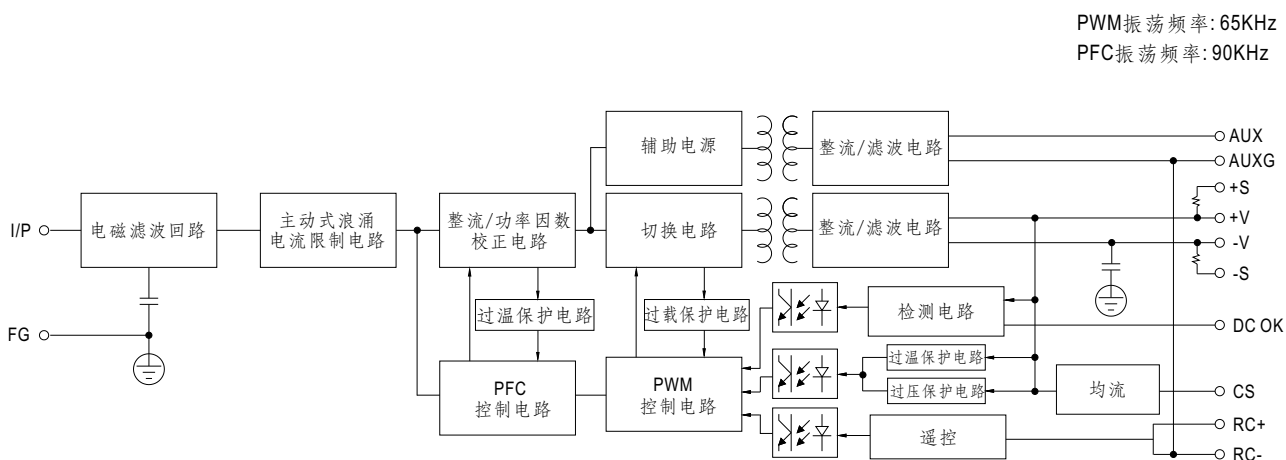 PWM振荡频率: 65KHz
PFC振荡频率: 90KHz
辅助电源
整流/滤波电路
AUX
AUXG
+S
I/P
电磁滤波回路
主动式浪涌
电流限制电路
整流/功率因数
校正电路
切换电路
整流/滤波电路
+V
-V
-S
过温保护电路
过载保护电路
检测电路
DC OK
FG
过温保护电路
PFC
控制电路
PWM
控制电路
过压保护电路
均流
CS
遥控
RC+
RC-